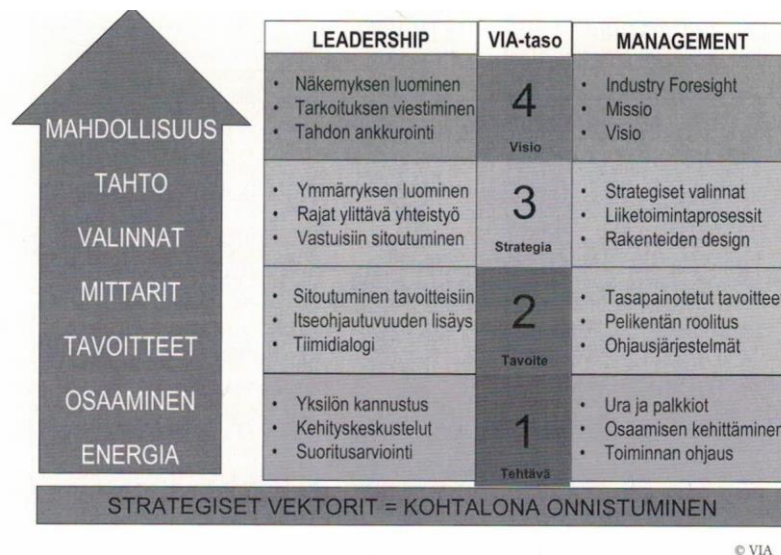 LEADERSHIP
VIA-taso
MANAGEMENT
MAHDOLLISUUS
TAHTO
VALINNAT
MITTARIT
TAVOITTEET
OSAAMINEN
ENERGIA
• Näkemyksen luominen
• Tarkoituksen viestiminen
• Tahdon ankkurointi
4
Visio
• Industry Foresight
• Missio
• Visio
• Ymmärryksen luominen
• Rajat ylittävä yhteistyö
• Vastuisiin sitoutuminen
3
Strategia
• Strategiset valinnat
• Liiketoimintaprosessit
• Rakenteiden design
• Sitoutuminen tavoitteisiin
• Itseohjautuvuuden lisäys
• Tiimidialogi
2
Tavoite
• Tasapainotetut tavoitteet
• Pelikentän roolitus
• Ohjausjärjestelmät
• Yksilön kannustus
• Kehityskeskustelut
• Suoritusarviointi
1
Tehtävä
• Ura ja palkkiot
• Osaamisen kehittäminen
• Toiminnan ohjaus
STRATEGISET VEKTORIT = KOHTALONA ONNISTUMINEN
© VIA